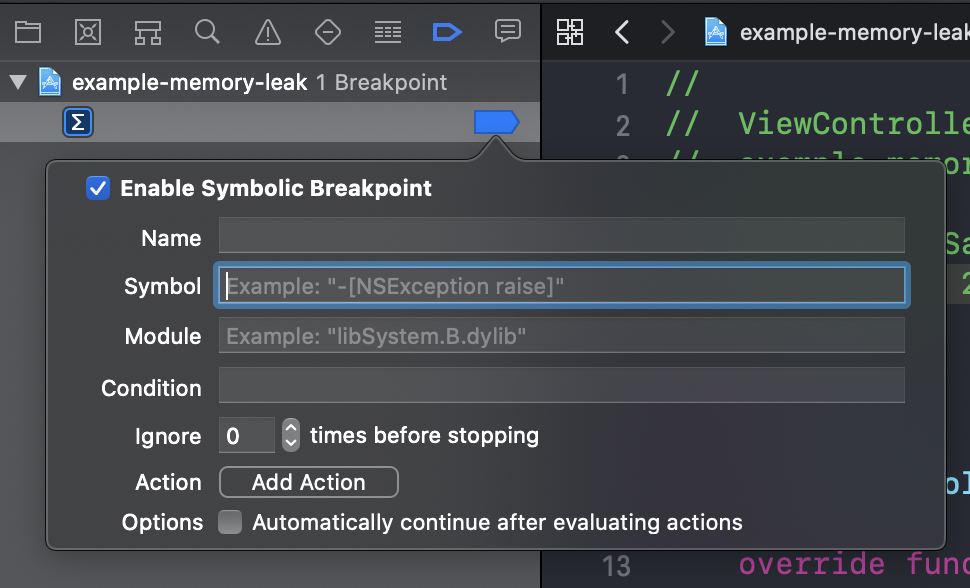 example-memory-leak 1 Breakpoint
Σ
example-memory-leak
1 //
2 // ViewControlle
Enable Symbolic Breakpoint
Name
Symbol Example: "-[NSException raise]"
Module Example: "libSystem.B.dylib"
Condition
Ignore 0 times before stopping
Action Add Action
Options Automatically continue after evaluating actions
13 override func